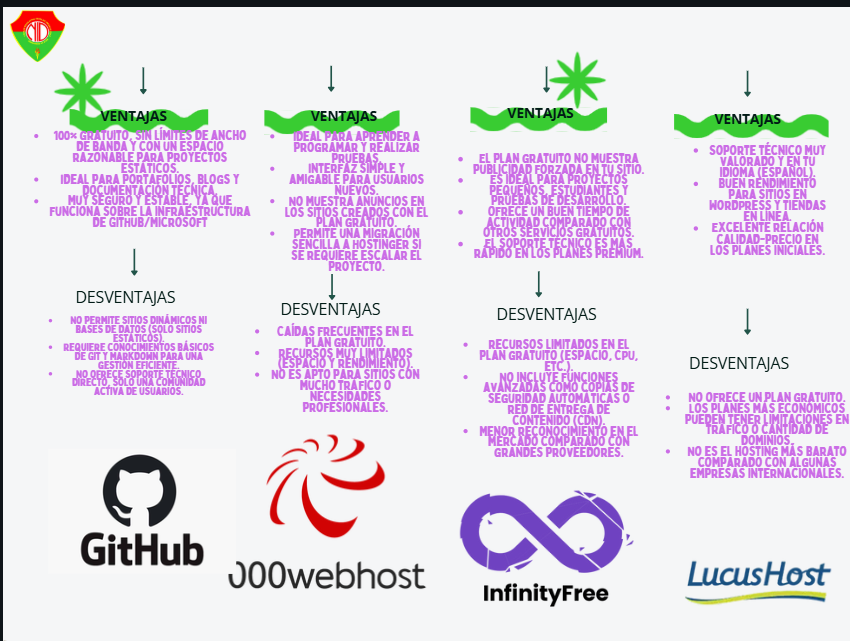 VENTAJAS
100% GRATUITO, SIN LÍMITES DE ANCHO
DE BANDA Y CON UN ESPACIO
RAZONABLE PARA PROYECTOS
ESTÁTICOS.
IDEAL PARA PORTAFOLIOS, BLOGS Y
DOCUMENTACIÓN TÉCNICA.
MUY SEGURO Y ESTABLE, YA QUE
FUNCIONA SOBRE LA INFRAESTRUCTURA
DE GITHUB/MICROSOFT
DESVENTAJAS
NO PERMITE SITIOS DINÁMICOS NI
BASES DE DATOS (SOLO SITIOS
ESTÁTICOS).
REQUIERE CONOCIMIENTOS BÁSICOS
DE GIT Y MARKDOWN PARA UNA
GESTIÓN EFICIENTE.
NO OFRECE SOPORTE TÉCNICO
DIRECTO, SOLO UNA COMUNIDAD
ACTIVA DE USUARIOS.
GitHub
VENTAJAS
IDEAL PARA APRENDER A
PROGRAMAR Y REALIZAR
PRUEBAS.
INTERFAZ SIMPLE Y
AMIGABLE PARA USUARIOS
NUEVOS.
NO MUESTRA ANUNCIOS EN
LOS SITIOS CREADOS CON EL
PLAN GRATUITO.
PERMITE UNA MIGRACIÓN
SENCILLA A HOSTINGER SI
SE REQUIERE ESCALAR EL
PROYECTO.
DESVENTAJAS
CAÍDAS FRECUENTES EN EL
PLAN GRATUITO.
RECURSOS MUY LIMITADOS
(ESPACIO Y RENDIMIENTO).
NO ES APTO PARA SITIOS CON
MUCHO TRÁFICO O
NECESIDADES
PROFESIONALES.
000webhost
VENTAJAS
EL PLAN GRATUITO NO MUESTRA
PUBLICIDAD FORZADA EN TU SITIO.
ES IDEAL PARA PROYECTOS
PEQUEÑOS, ESTUDIANTES Y
PRUEBAS DE DESARROLLO.
OFRECE UN BUEN TIEMPO DE
ACTIVIDAD COMPARADO CON
OTROS SERVICIOS GRATUITOS.
EL SOPORTE TÉCNICO ES MÁS
RÁPIDO EN LOS PLANES PREMIUM.
DESVENTAJAS
RECURSOS LIMITADOS EN EL
PLAN GRATUITO (ESPACIO, CPU,
ETC.).
NO INCLUYE FUNCIONES
AVANZADAS COMO COPIAS DE
SEGURIDAD AUTOMÁTICAS O
RED DE ENTREGA DE
CONTENIDO (CDN).
MENOR RECONOCIMIENTO EN EL
MERCADO COMPARADO CON
GRANDES PROVEEDORES.
InfinityFree
VENTAJAS
SOPORTE TÉCNICO MUY
VALORADO Y EN TU
IDIOMA (ESPAÑOL).
BUEN RENDIMIENTO
PARA SITIOS EN
WORDPRESS Y TIENDAS
EN LÍNEA.
EXCELENTE RELACIÓN
CALIDAD-PRECIO EN
LOS PLANES INICIALES.
DESVENTAJAS
NO OFRECE UN PLAN GRATUITO.
LOS PLANES MÁS ECONÓMICOS
PUEDEN TENER LIMITACIONES EN
TRÁFICO O CANTIDAD DE
DOMINIOS.
NO ES EL HOSTING MÁS BARATO
COMPARADO CON ALGUNAS
EMPRESAS INTERNACIONALES.
LucusHost